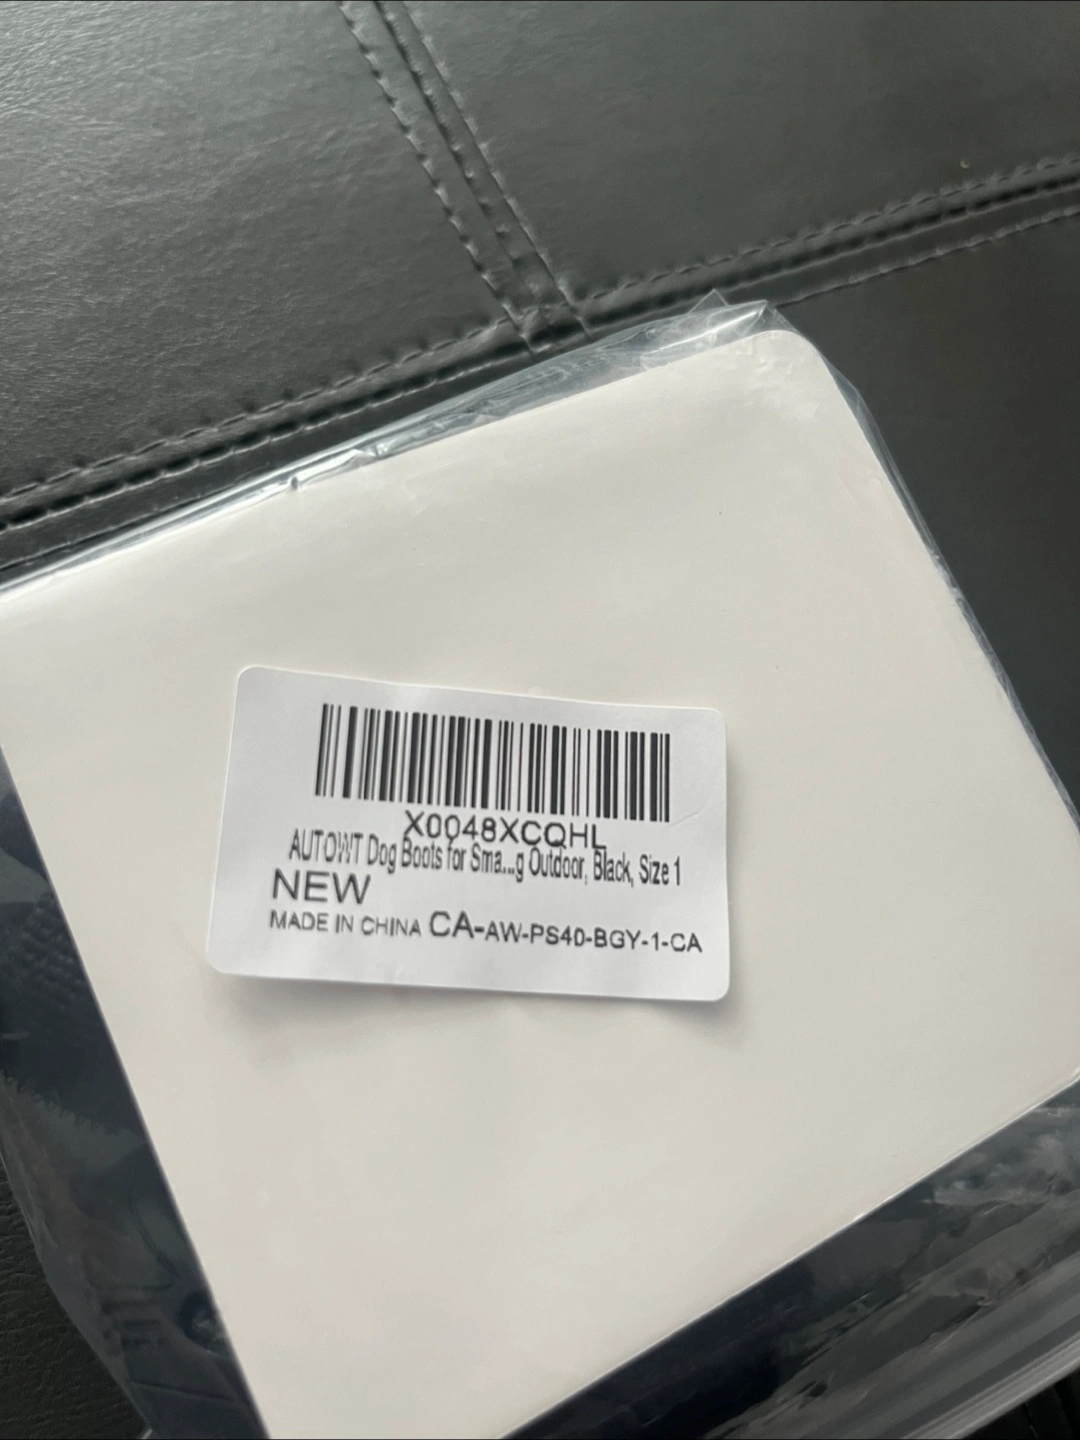 X0048XCQHL
AUTOWT Dog Boots for Sma...g Outdoor, Black, Size 1
NEW
MADE IN CHINA CA-AW-PS40-BGY-1-CA